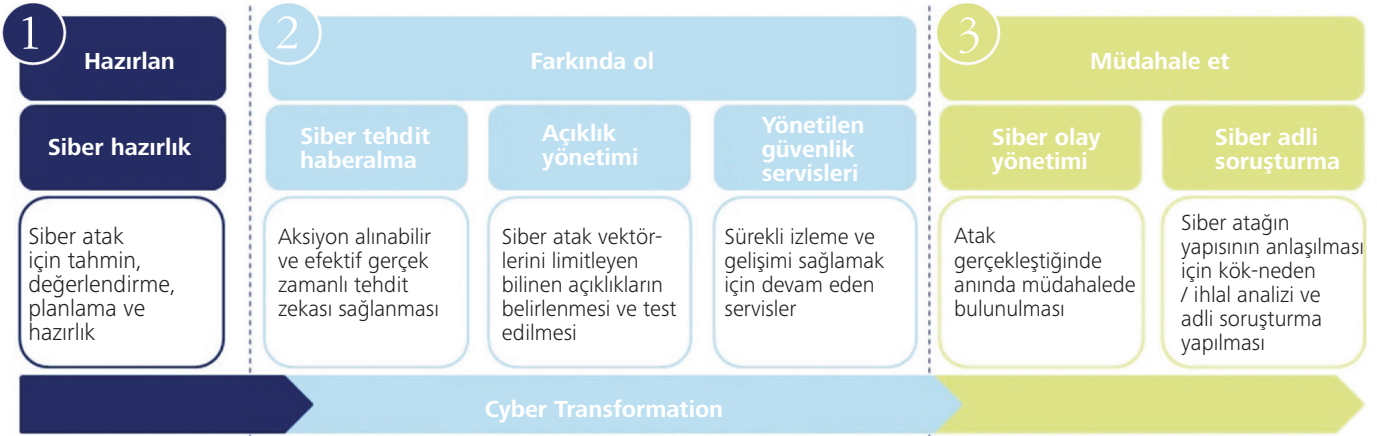 1
Hazırlan
Siber hazırlık
Siber atak
için tahmin,
değerlendirme,
planlama ve
hazırlık
2
Farkında ol
Siber tehdit
haberalma
Aksiyon alınabilir
ve efektif gerçek
zamanlı tehdit
zekası sağlanması
Açıklık
yönetimi
Siber atak vektör-
lerini limitleyen
bilinen açıklıkların
belirlenmesi ve test
edilmesi
Yönetilen
güvenlik
servisleri
Sürekli izleme ve
gelişimi sağlamak
için devam eden
servisler
3
Müdahale et
Siber olay
yönetimi
Atak
gerçekleştiğinde
anında müdahalede
bulunulması
Siber adli
soruşturma
Siber atağın
yapısının anlaşılması
için kök-neden
/ ihlal analizi ve
adli soruşturma
yapılması
Cyber Transformation